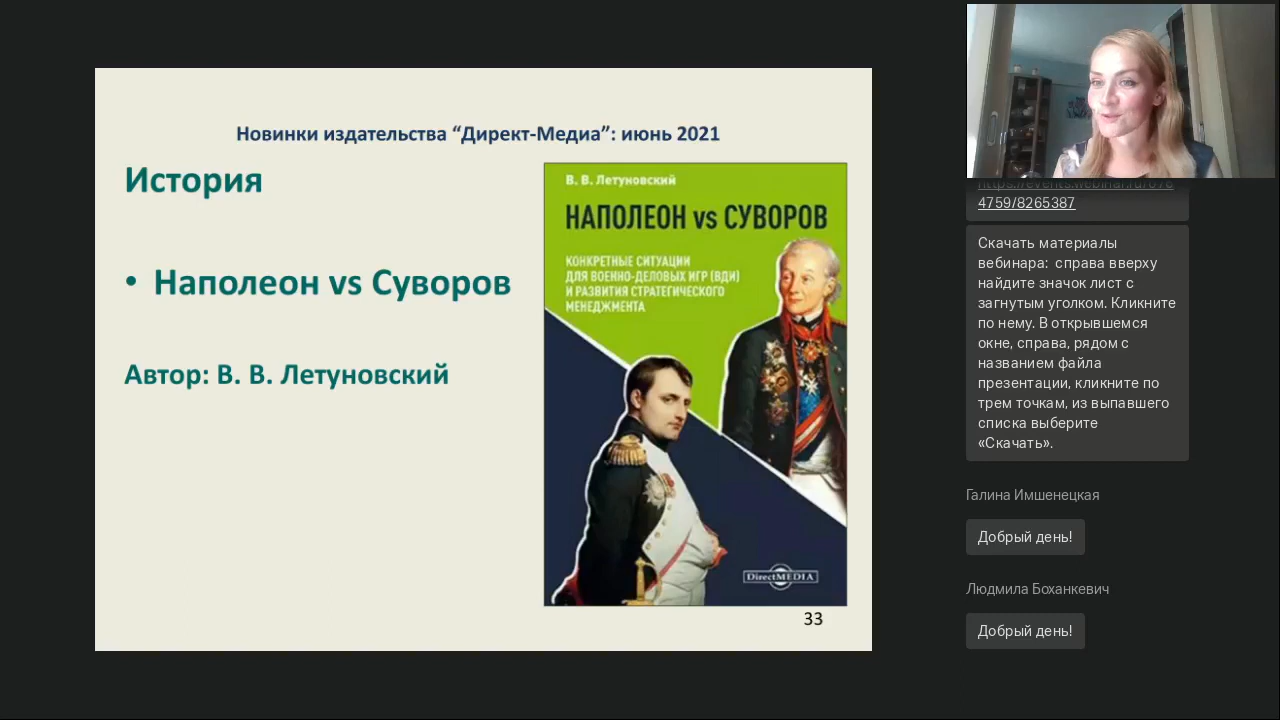 Новинки издательства “Директ-Медиа”: июнь 2021
История
• Наполеон vs Суворов
Автор: В. В. Летуновский
В. В. Летуновский
НАПОЛЕОН vs СУВОРОВ
КОНКРЕТНЫЕ СИТУАЦИИ
ДЛЯ ВОЕННО-ДЕЛОВЫХ ИГР (ВДИ)
И РАЗВИТИЯ СТРАТЕГИЧЕСКОГО
МЕНЕДЖМЕНТА
DirectMEDIA
33
4759/8265387
Скачать материалы
вебинара: справа вверху
найдите значок лист с
загнутым уголком. Кликните
по нему. В открывшемся
окне, справа, рядом с
названием файла
презентации, кликните по
трем точкам, из выпавшего
списка выберите
«Скачать».
Галина Имшенецкая
Добрый день!
Людмила Боханкевич
Добрый день!